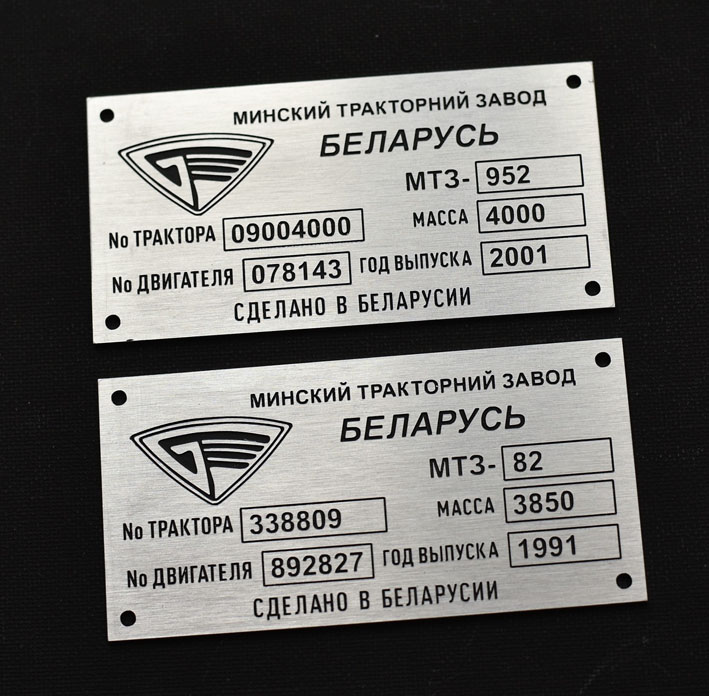 МИНСКИЙ ТРАКТОРНИЙ ЗАВОД
БЕЛАРУСЬ
МТЗ- 952
МАССА 4000
No ТРАКТОРА 09004000
No ДВИГАТЕЛЯ 078143 ГОД ВЫПУСКА 2001
СДЕЛАНО В БЕЛАРУСИИ
МИНСКИЙ ТРАКТОРНИЙ ЗАВОД
БЕЛАРУСЬ
МТЗ- 82
МАССА 3850
No ТРАКТОРА 338809
No ДВИГАТЕЛЯ 892827 ГОД ВЫПУСКА 1991
СДЕЛАНО В БЕЛАРУСИИ